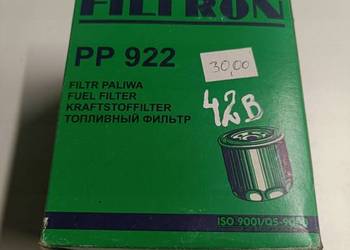 FILTRON
PP 922
30,00
FILTR PALIWA
FUEL FILTER
KRAFTSTOFFILTER
ТОПЛИВНЫЙ ФИЛЬТР
42B
ISO 9001/QS-9000